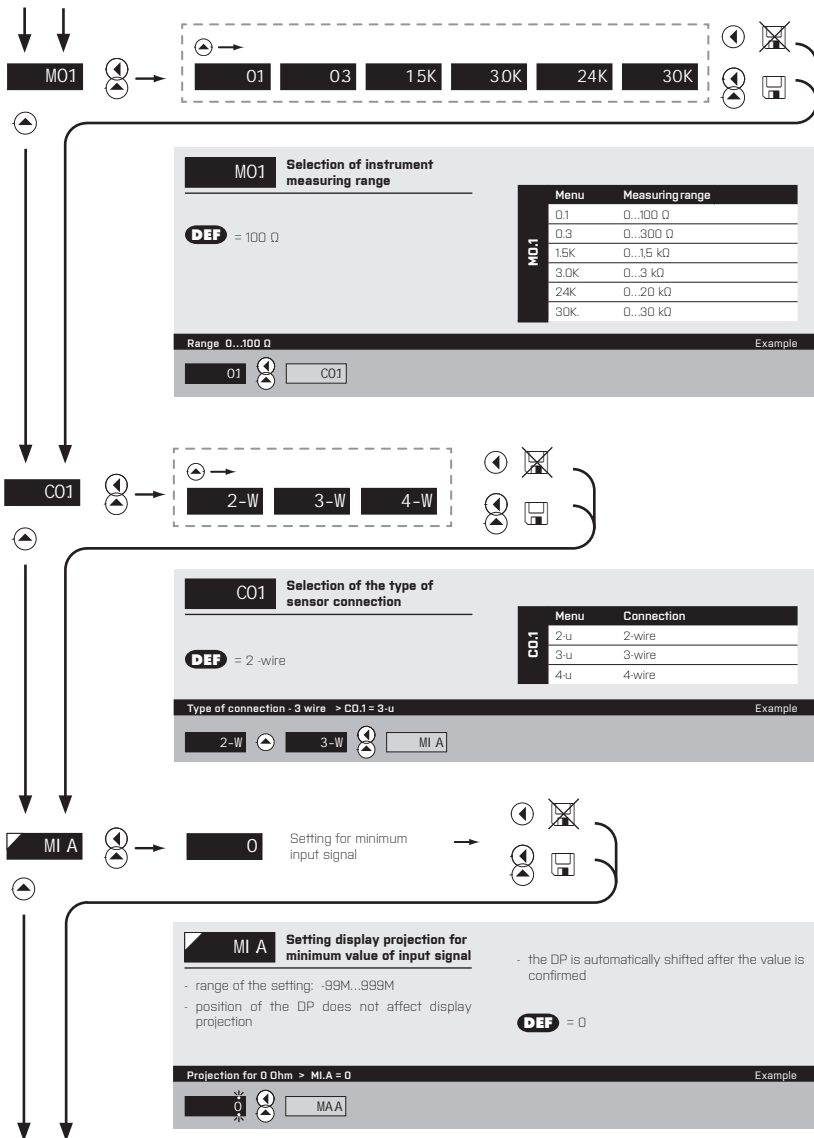 MO1
01 03 15K 30K 24K 30K
MO1
Selection of instrument
measuring range
DEF = 100 Ω
MO.1
Menu Measuring range
0.1 0...100 Ω
0.3 0...300 Ω
1.5K 0...1,5 kΩ
3.0K 0...3 kΩ
24K 0...20 kΩ
30K. 0...30 kΩ
Range 0...100 Ω Example
01 CO1
CO1
2-W 3-W 4-W
CO1
Selection of the type of
sensor connection
DEF = 2 -wire
CO.1
Menu Connection
2-u 2-wire
3-u 3-wire
4-u 4-wire
Type of connection - 3 wire > CO.1 = 3-u Example
2-W 3-W MI A
MI A
0
Setting for minimum
input signal
MI A
Setting display projection for
minimum value of input signal
- range of the setting: -99M...999M
- position of the DP does not affect display
projection
- the DP is automatically shifted after the value is
confirmed
DEF = 0
Projection for 0 Ohm > MI.A = 0 Example
0 MA A